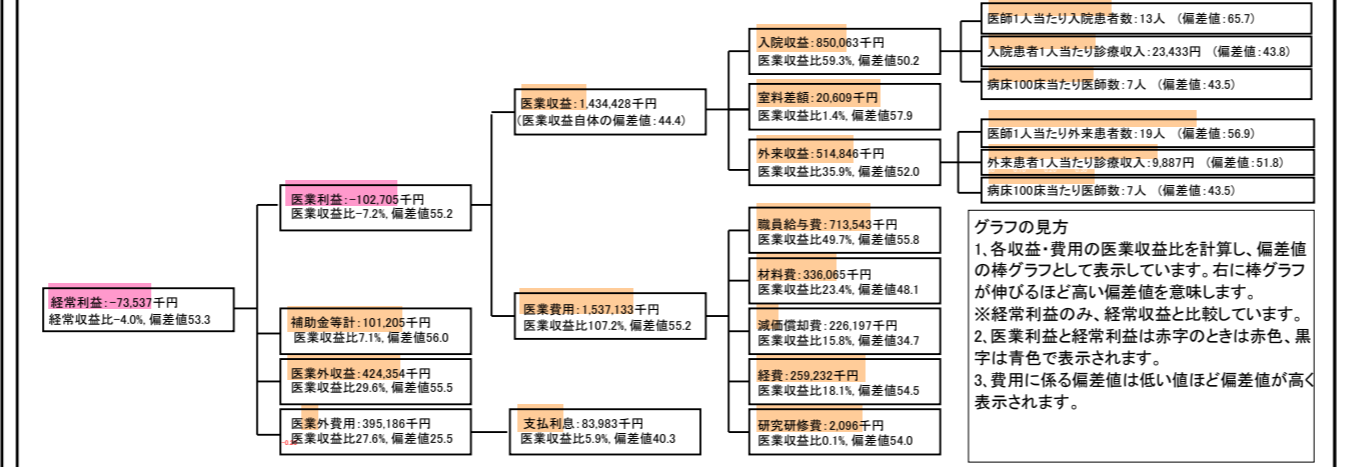 経常利益:-73,537千円
経常収比-4.0%, 偏差値53.3
医業利益:-102,705千円
医業収益比-7.2%, 偏差値55.2
補助金等計:101,205千円
医業収益比7.1%, 偏差値56.0
医業外収益:424,354千円
医業収益比29.6%, 偏差値55.5
医業外費用:395,186千円
医業収益比27.6%, 偏差値25.5
支払利息:83,983千円
医業収益比5.9%, 偏差値40.3
医業収益:1,434,428千円
(医業収益自体の偏差値:44.4)
医業費用:1,537,133千円
医業収益比107.2%, 偏差値55.2
入院収益:850,063千円
医業収益比59.3%, 偏差値50.2
室料差額:20,609千円
医業収益比1.4%, 偏差値57.9
外来収益:514,846千円
医業収益比35.9%, 偏差値52.0
職員給与費:713,543千円
医業収益比49.7%, 偏差値55.8
材料費:336,065千円
医業収益比23.4%, 偏差値48.1
減価償却費:226,197千円
医業収益比15.8%, 偏差値34.7
経費:259,232千円
医業収益比18.1%, 偏差値54.5
研究研修費:2,096千円
医業収益比0.1%, 偏差値54.0
医師1人当たり入院患者数:13人 (偏差値:65.7)
入院患者1人当たり診療収入:23,433円 (偏差値:43.8)
病床100床当たり医師数:7人 (偏差値:43.5)
医師1人当たり外来患者数:19人 (偏差値:56.9)
外来患者1人当たり診療収入:9,887円 (偏差値:51.8)
病床100床当たり医師数:7人 (偏差値:43.5)
グラフの見方
1、各収益・費用の医業収益比を計算し、偏差値
の棒グラフとして表示しています。右に棒グラフ
が伸びるほど高い偏差値を意味します。
※経常利益のみ、経常収益と比較しています。
2、医業利益と経常利益は赤字のときは赤色、黒
字は青色で表示されます。
3、費用に係る偏差値は低い値ほど偏差値が高く
表示されます。